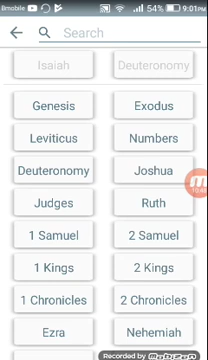 Bmobile 54% 9:01PM
Search
Isaiah Deuteronomy
Genesis Exodus
Leviticus Numbers
Deuteronomy Joshua
Judges Ruth
1 Samuel 2 Samuel
1 Kings 2 Kings
1 Chronicles 2 Chronicles
Ezra Nehemiah
Recorded by